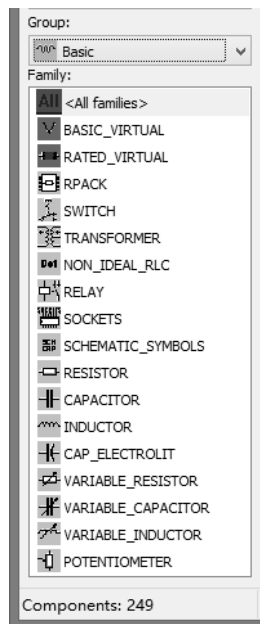 Group:
Basic
Family:
All <All families>
BASIC_VIRTUAL
RATED_VIRTUAL
RPACK
SWITCH
TRANSFORMER
NON_IDEAL_RLC
RELAY
SOCKETS
SCHEMATIC_SYMBOLS
RESISTOR
CAPACITOR
INDUCTOR
CAP_ELECTROLIT
VARIABLE_RESISTOR
VARIABLE_CAPACITOR
VARIABLE_INDUCTOR
POTENTIOMETER
Components: 249